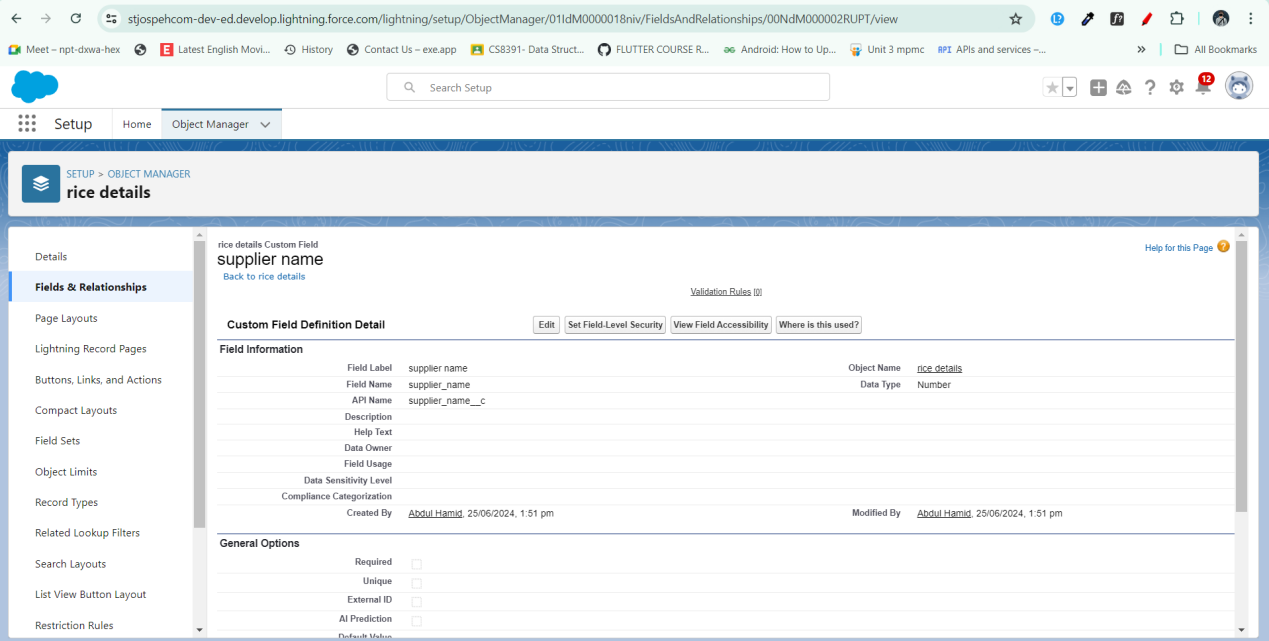 stjospehcom-dev-ed.develop.lightning.force.com/lightning/setup/ObjectManager/01IdM0000018niv/FieldsAndRelationships/00NdM000002RUPT/view
Meet – npt-dxwa-hex
Latest English Movi...
History
Contact Us – exe.app
CS8391- Data Struct...
FLUTTER COURSE R...
Android: How to Up...
Unit 3 mpmc
API APIs and services –...
»
All Bookmarks
Search Setup
12
Setup
Home
Object Manager
SETUP > OBJECT MANAGER
rice details
Details
Fields & Relationships
Page Layouts
Lightning Record Pages
Buttons, Links, and Actions
Compact Layouts
Field Sets
Object Limits
Record Types
Related Lookup Filters
Search Layouts
List View Button Layout
Restriction Rules
rice details Custom Field
supplier name
Back to rice details
Help for this Page ?
Validation Rules [0]
Custom Field Definition Detail
Edit
Set Field-Level Security
View Field Accessibility
Where is this used?
Field Information
Field Label supplier name Object Name rice details
Field Name supplier_name Data Type Number
API Name supplier_name__c
Description
Help Text
Data Owner
Field Usage
Data Sensitivity Level
Compliance Categorization
Created By Abdul Hamid, 25/06/2024, 1:51 pm Modified By Abdul Hamid, 25/06/2024, 1:51 pm
General Options
Required
Unique
External ID
AI Prediction
Default Value